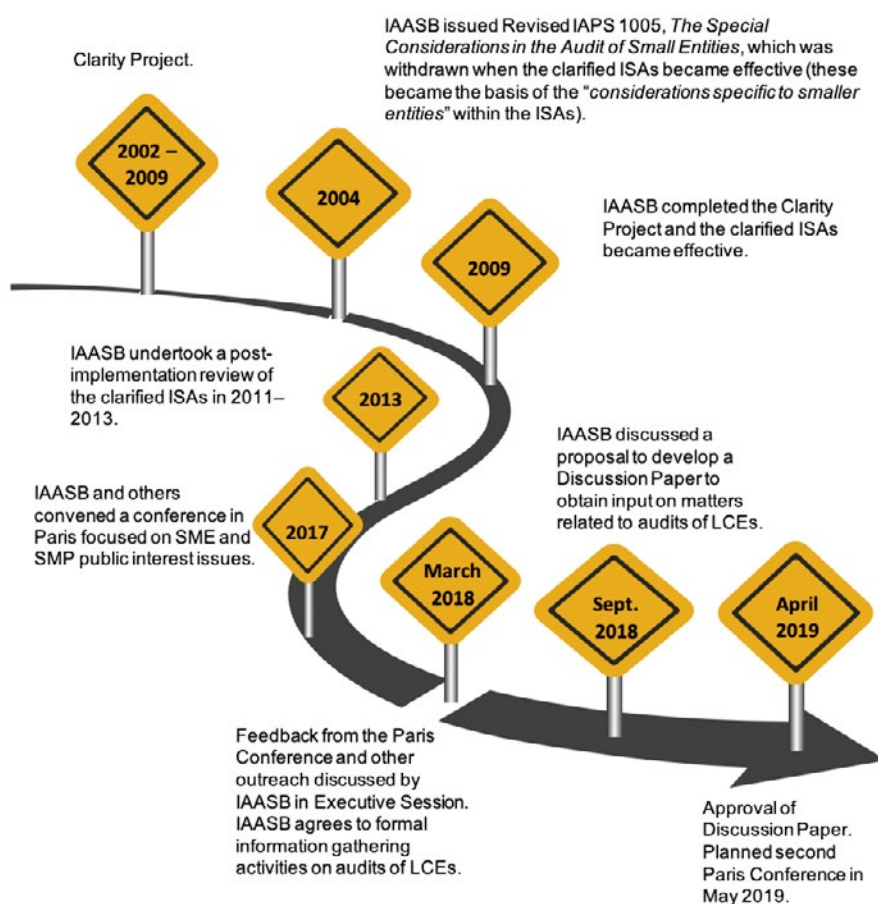 Clarity Project.
IAASB issued Revised IAPS 1005, The Special
Considerations in the Audit of Small Entities, which was
withdrawn when the clarified ISAs became effective (these
became the basis of the “considerations specific to smaller
entities” within the ISAs).
2002 –
2009
2004
2009
IAASB completed the Clarity
Project and the clarified ISAs
became effective.
IAASB undertook a post-
implementation review of
the clarified ISAs in 2011–
2013.
2013
IAASB discussed a
proposal to develop a
Discussion Paper to
obtain input on matters
related to audits of LCEs.
IAASB and others
convened a conference in
Paris focused on SME and
SMP public interest issues.
2017
March
2018
Sept.
2018
April
2019
Feedback from the Paris
Conference and other
outreach discussed by
IAASB in Executive Session.
IAASB agrees to formal
information gathering
activities on audits of LCEs.
Approval of
Discussion Paper.
Planned second
Paris Conference in
May 2019.